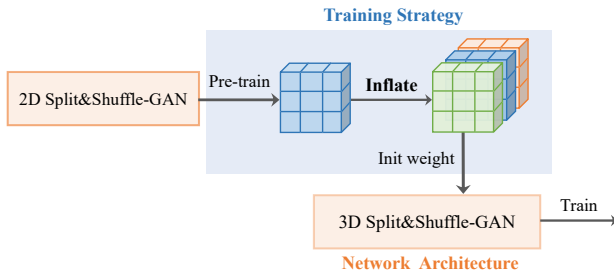 Training Strategy
2D Split&Shuffle-GAN
Pre-train
Inflate
Init weight
3D Split&Shuffle-GAN
Train
Network Architecture